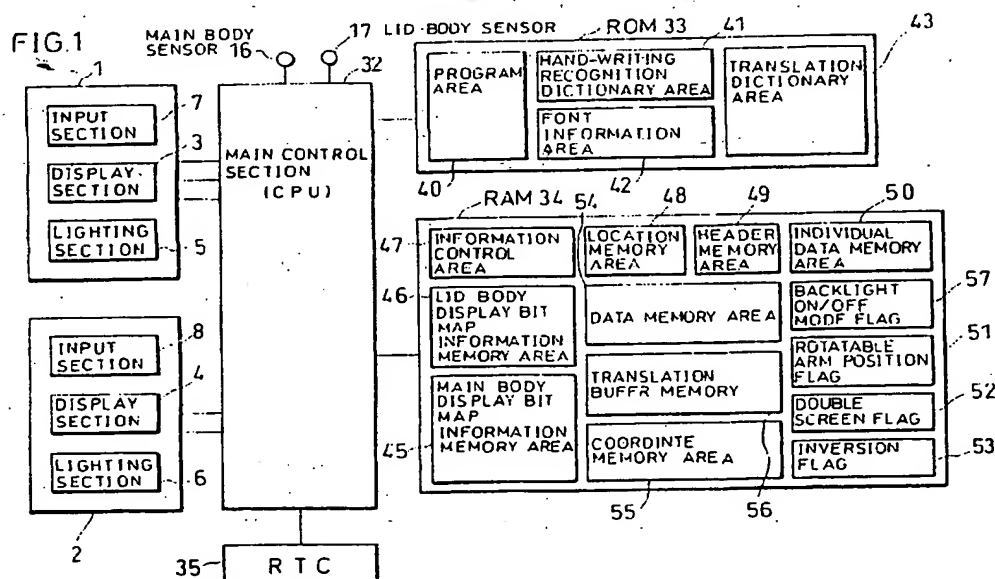 FIG.1
MAIN BODY
SENSOR 16
17 LID-BODY SENSOR
32
1
7
INPUT
SECTION
3
DISPLAY
SECTION
LIGHTING
SECTION
5
MAIN CONTROL
SECTION
(CPU)
ROM 33
41
43
PROGRAM
AREA
HAND-WRITING
RECOGNITION
DICTIONARY AREA
FONT
INFORMATION
AREA
TRANSLATION
DICTIONARY
AREA
40
42
RAM 34
54
48
49
50
47
INFORMATION
CONTROL
AREA
LOCATION
MEMORY
AREA
HEADER
MEMORY
AREA
INDIVIDUAL
DATA MEMORY
AREA
46
LID BODY
DISPLAY BIT
MAP
INFORMATION
MEMORY AREA
DATA MEMORY AREA
BACKLIGHT
ON/OFF
MODE FLAG
57
ROTATABLE
ARM POSITION
FLAG
51
45
MAIN BODY
DISPLAY BIT
MAP
INFORMATION
MEMORY AREA
TRANSLATION
BUFFR MEMORY
DOUBLE
SCREEN FLAG
52
COORDINTE
MEMORY AREA
INVERSION
FLAG
53
55
56
8
INPUT
SECTION
DISPLAY
SECTION
4
LIGHTING
SECTION
6
2
35
RTC